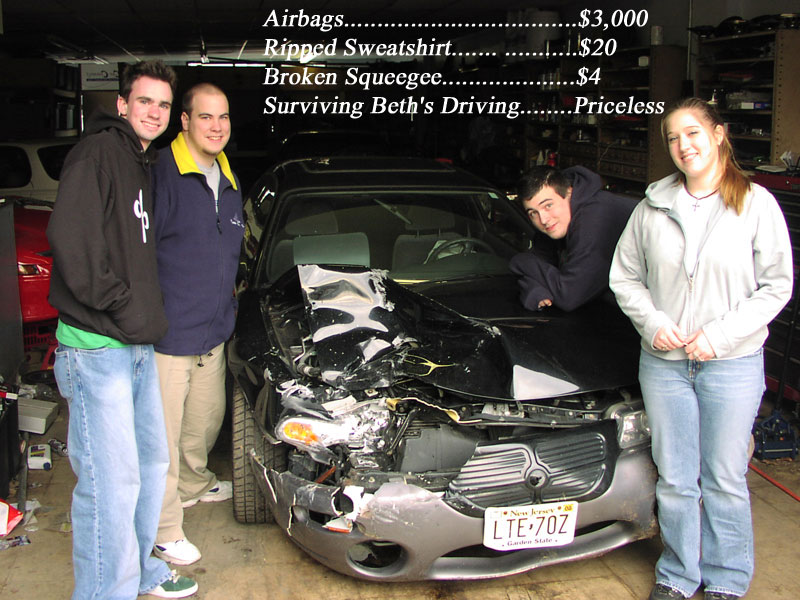 Airbags...................................$3,000
Ripped Sweatshirt....... ...........$20
Broken Squeegee....................$4
Surviving Beth's Driving........Priceless
New Jersey
LTE 70Z
Garden State